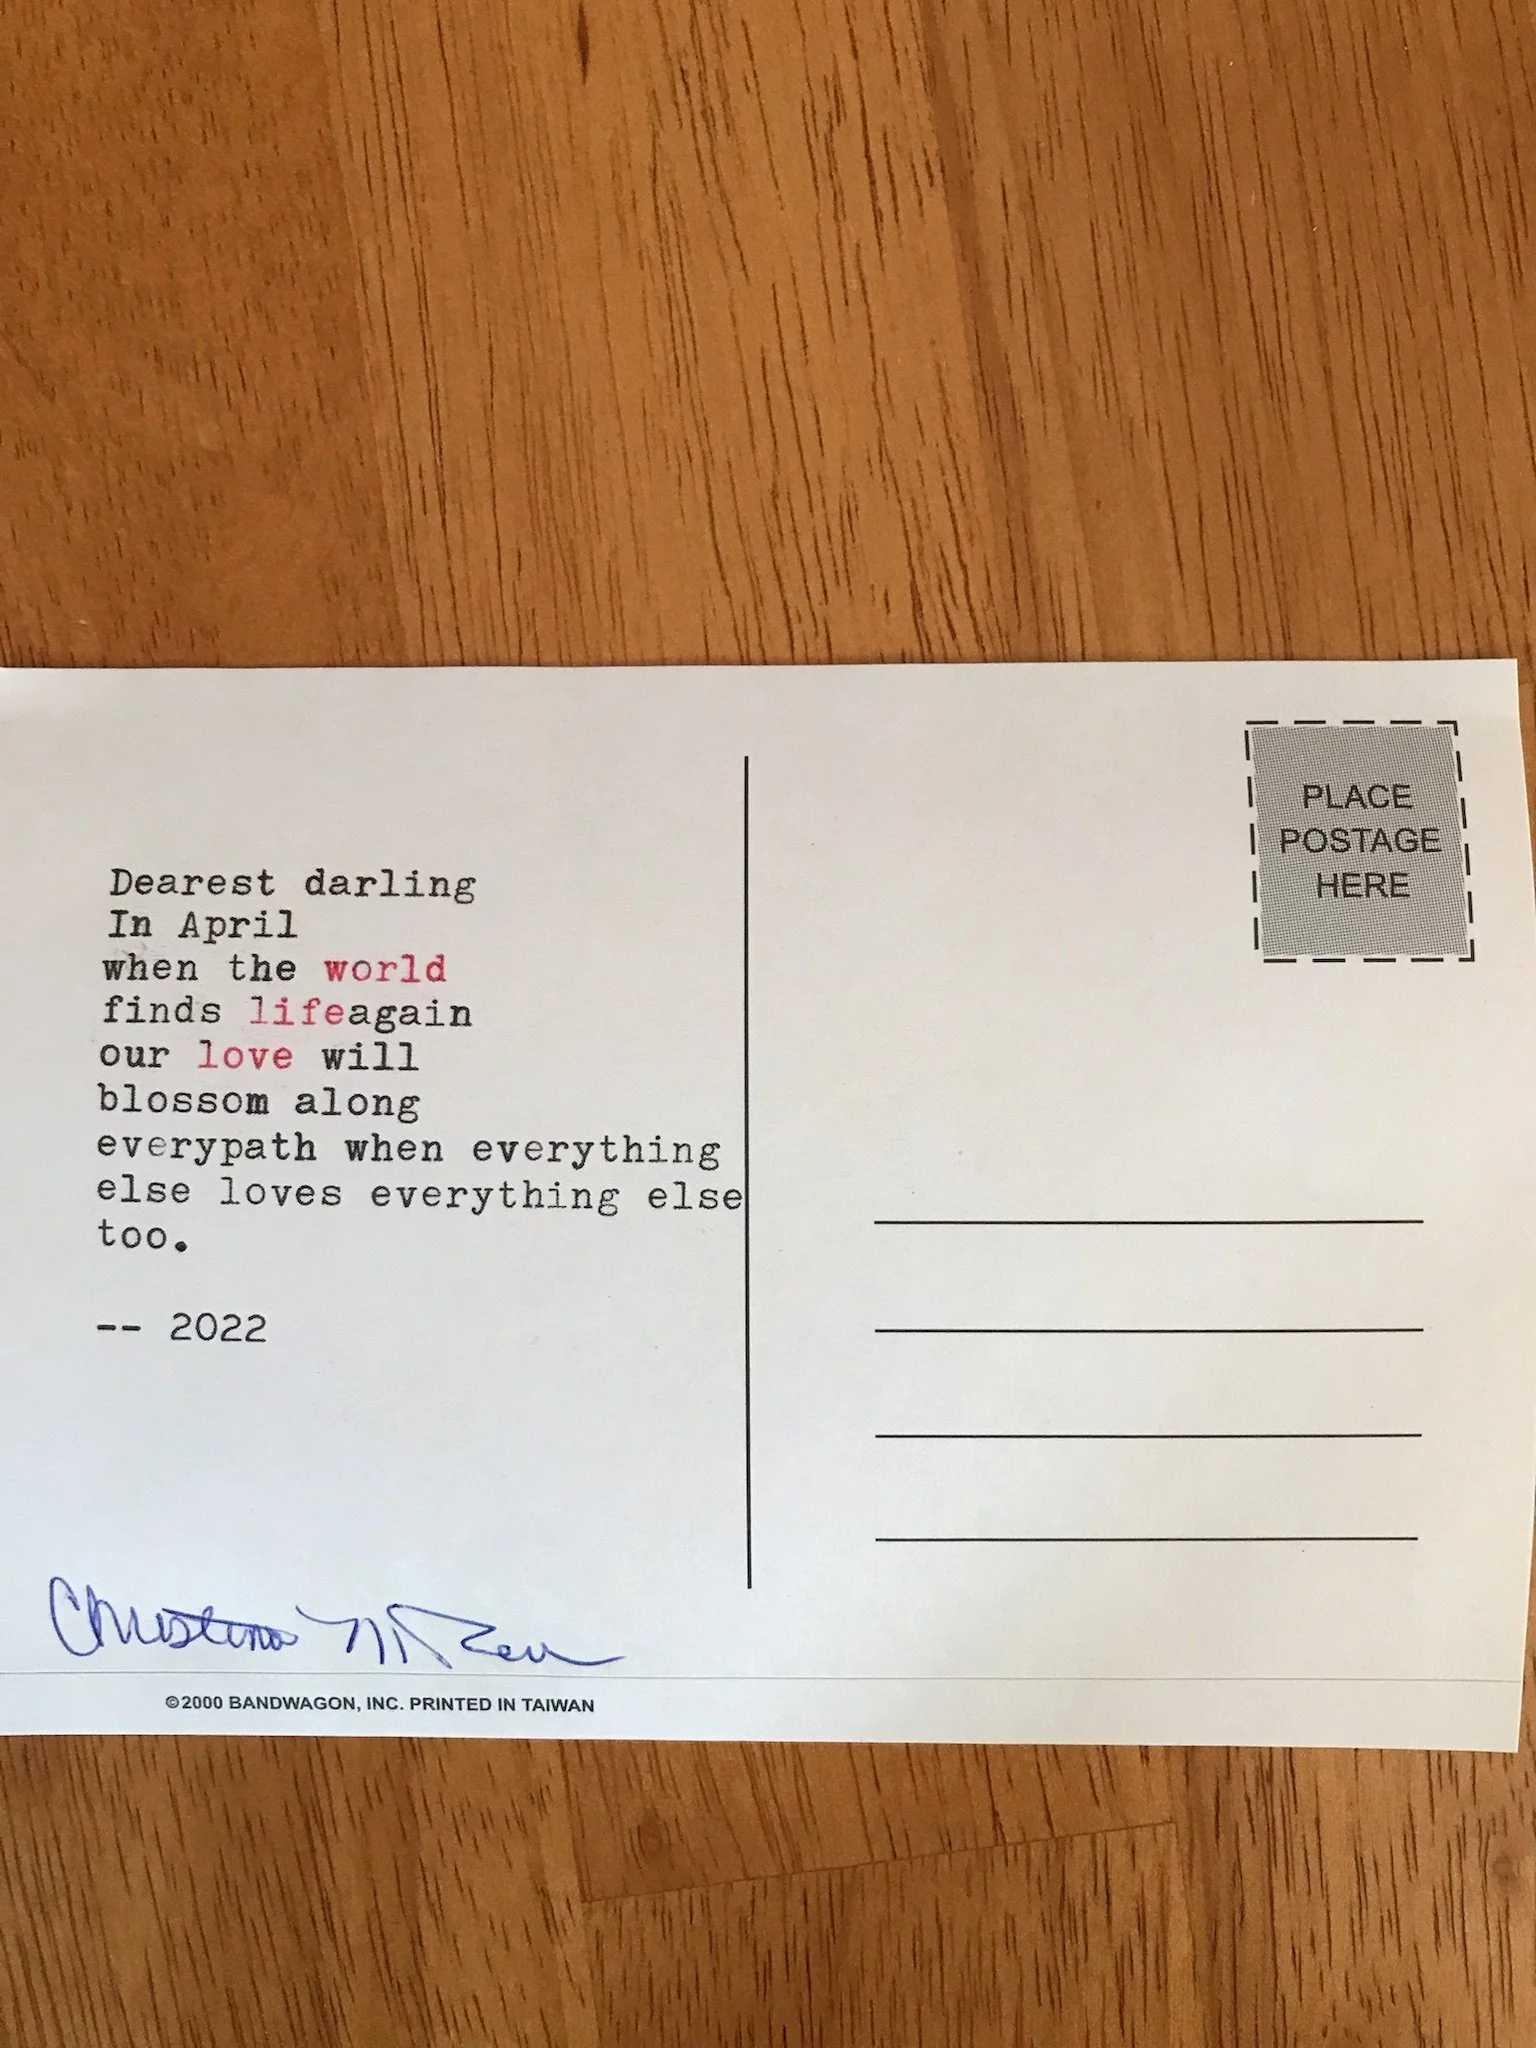 Dearest darling
In April
when the world
finds lifeagain
our love will
blossom along
everypath when everything
else loves everything else
too.
-- 2022
Christina
©2000 BANDWAGON, INC. PRINTED IN TAIWAN
PLACE
POSTAGE
HERE